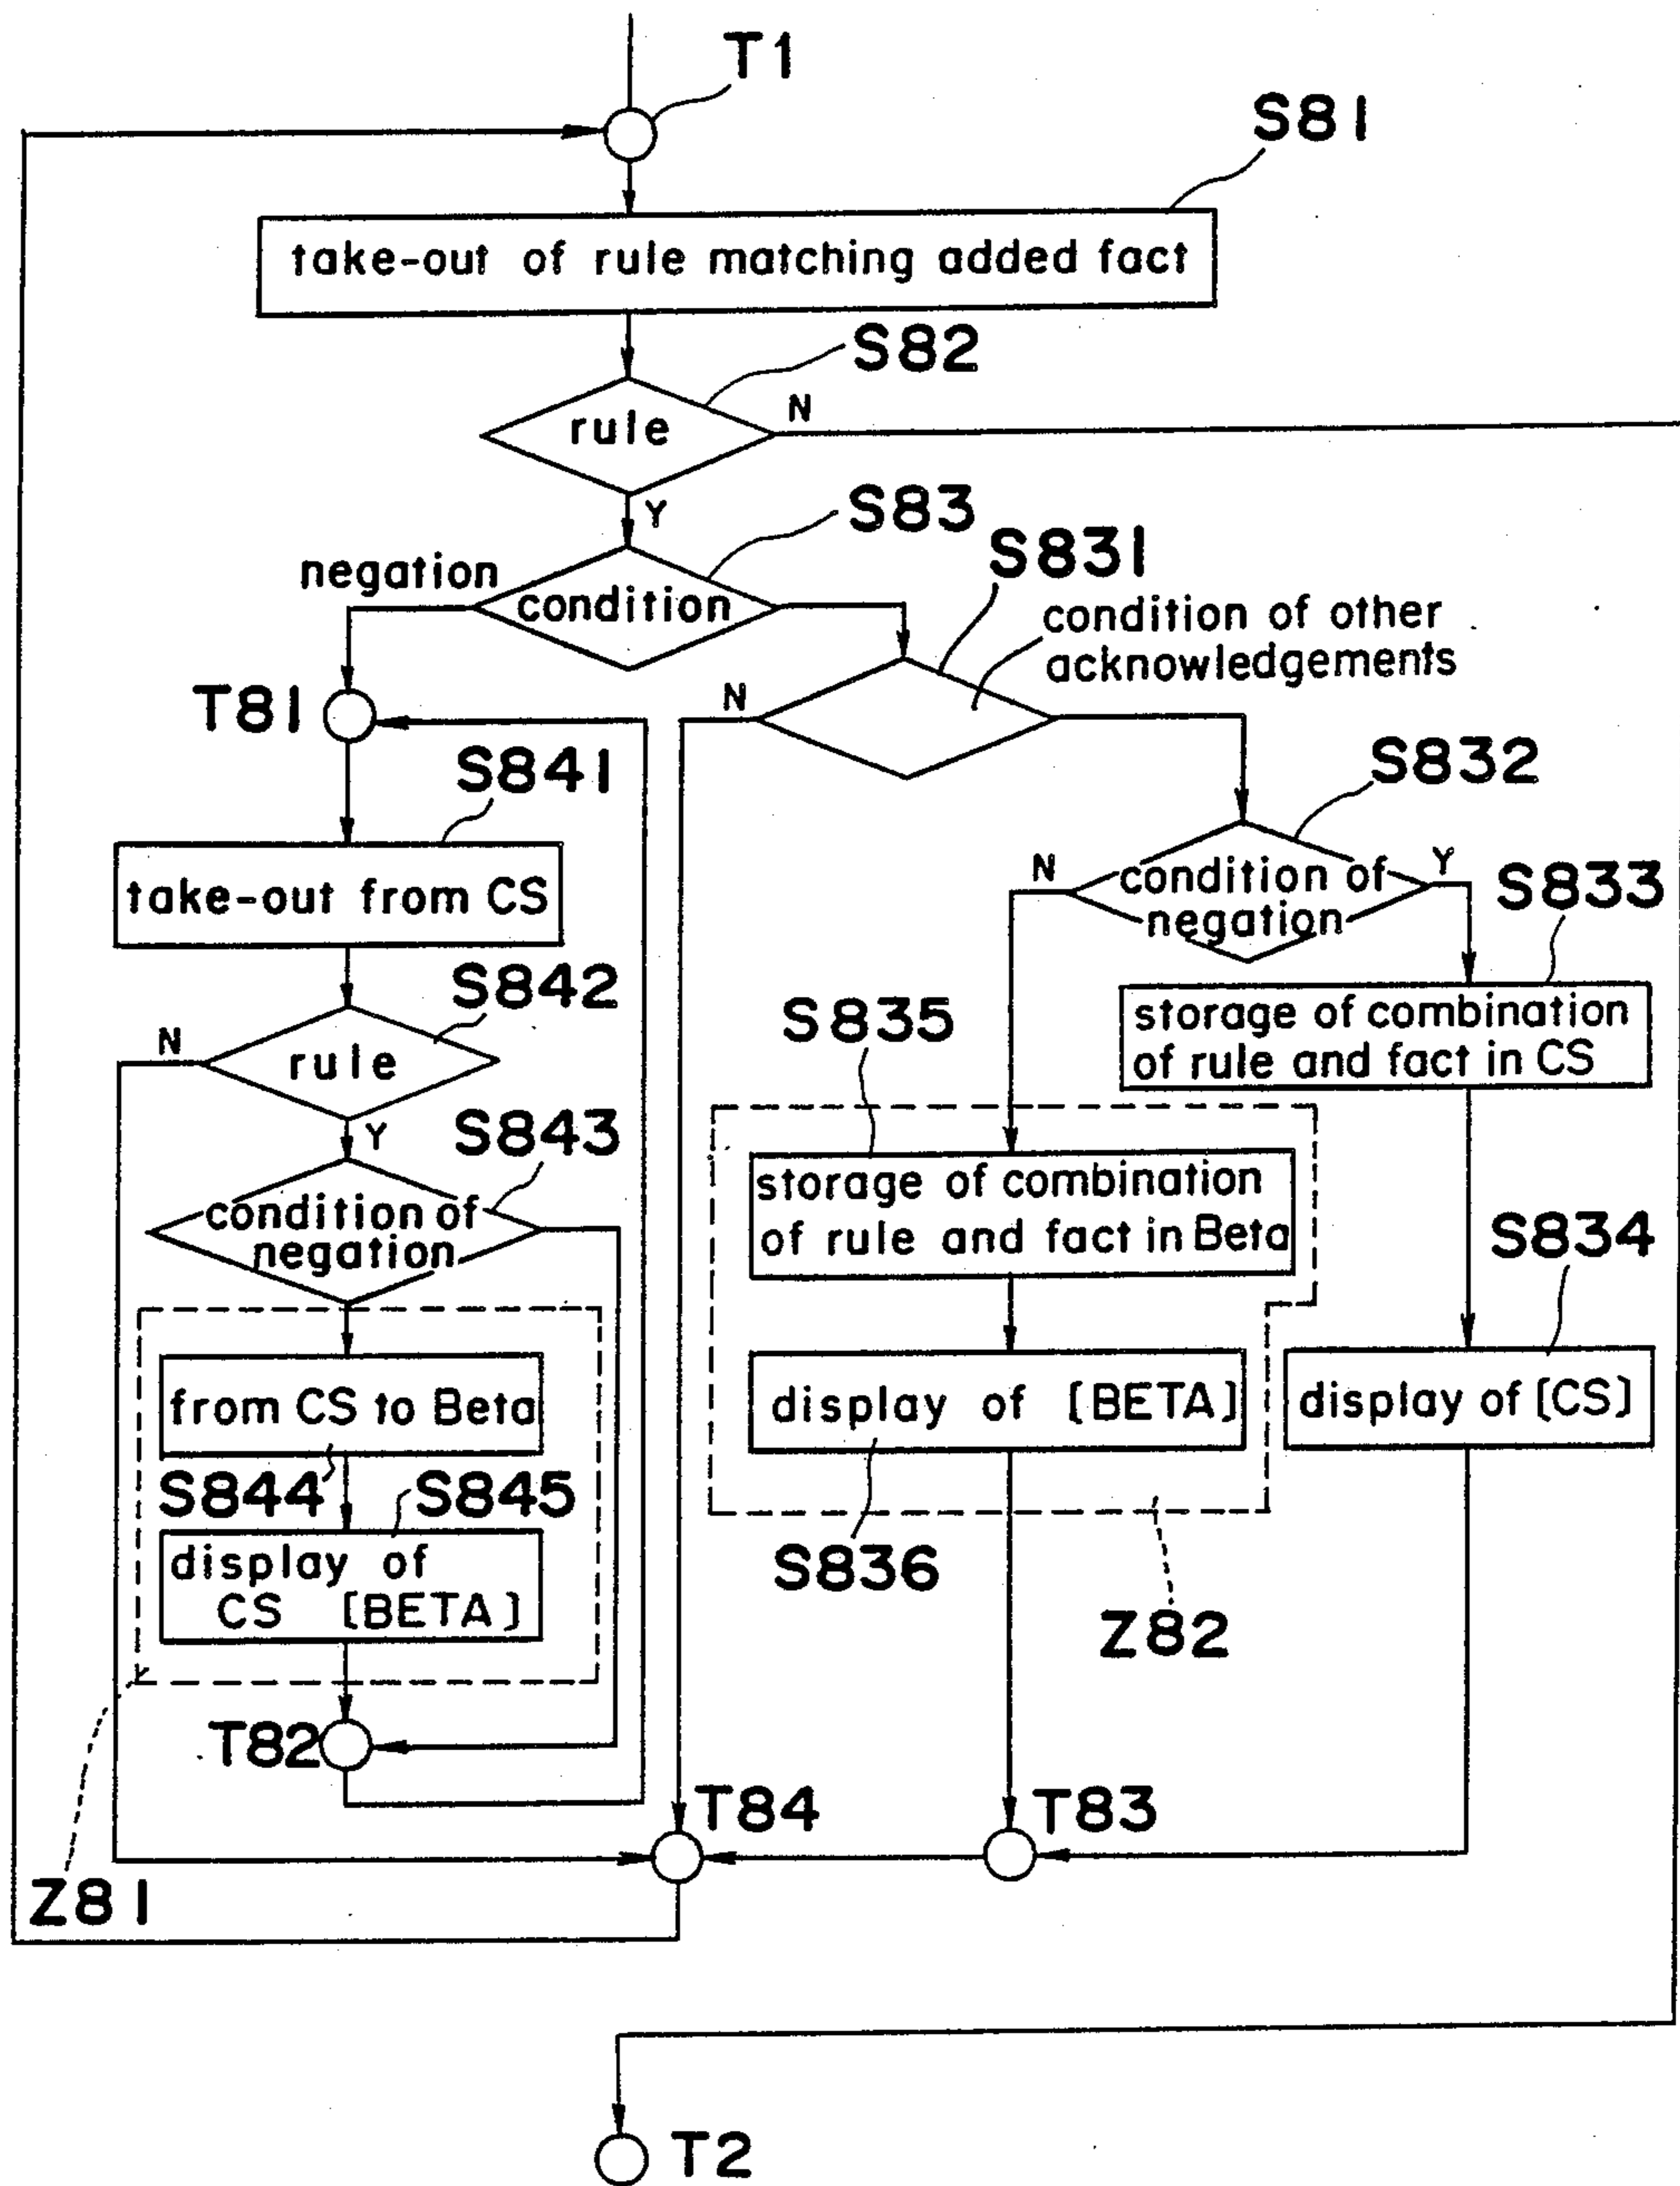 T1
S81
take-out of rule matching added fact
S82
rule
N
Y
S83
negation
condition
S831
condition of other
acknowledgements
N
T81
S841
take-out from CS
S832
N
condition of
negation
Y
S833
storage of combination
of rule and fact in CS
S842
N
rule
Y
S835
storage of combination
of rule and fact in Beta
S843
condition of
negation
S834
from CS to Beta
display of [BETA]
display of [CS]
S844
S845
display of
CS [BETA]
S836
Z82
T82
T84
T83
Z81
T2